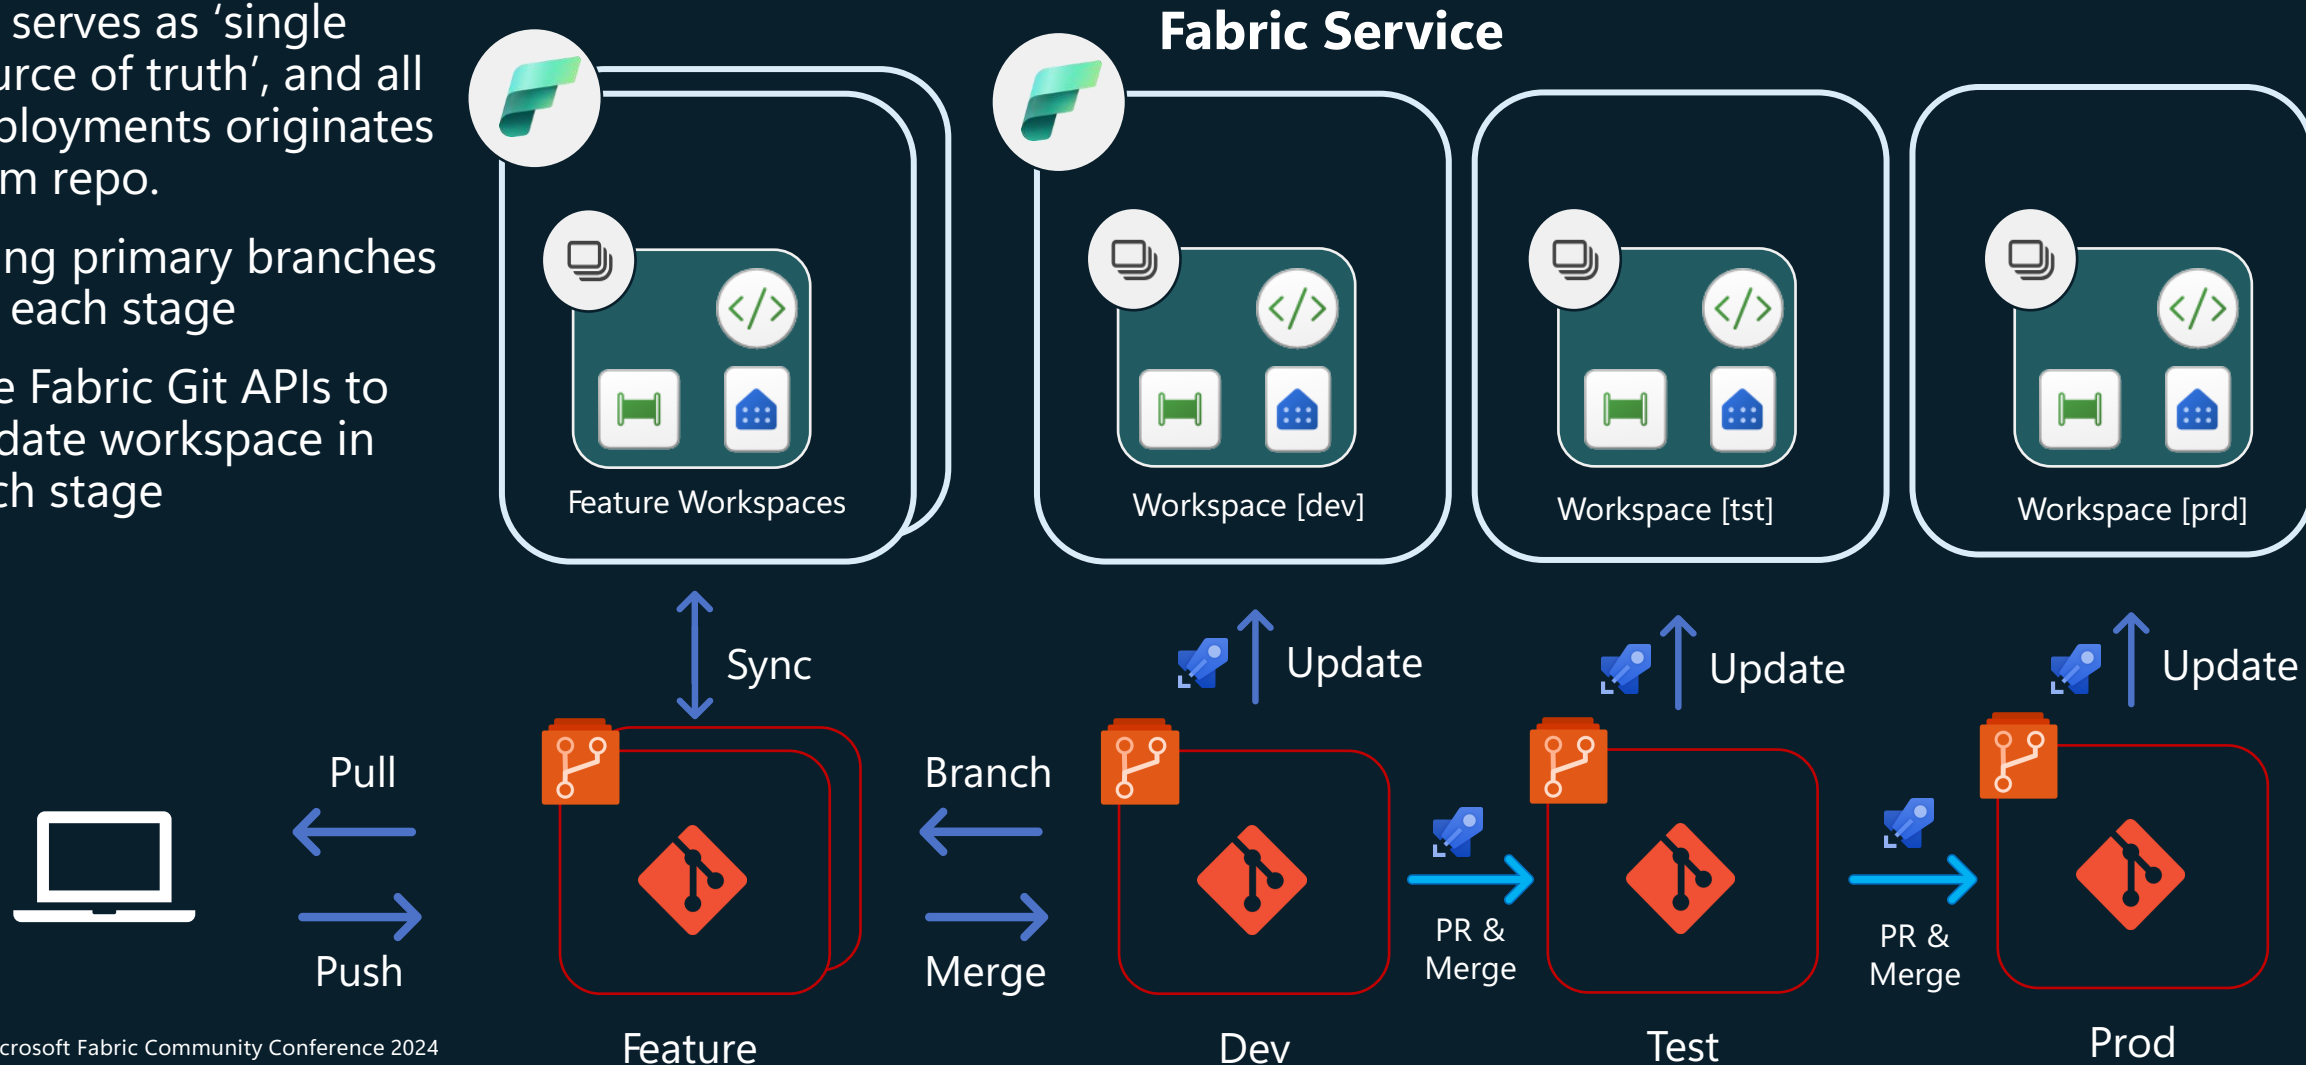 serves as ‘single
urce of truth’, and all
ployments originates
m repo.
ing primary branches
each stage
e Fabric Git APIs to
date workspace in
ch stage
Fabric Service
Feature Workspaces
Workspace [dev]
Workspace [tst]
Workspace [prd]
Sync
Update
Update
Update
Pull
Push
Branch
Merge
PR &
Merge
PR &
Merge
Feature
Dev
Test
Prod
crosoft Fabric Community Conference 2024